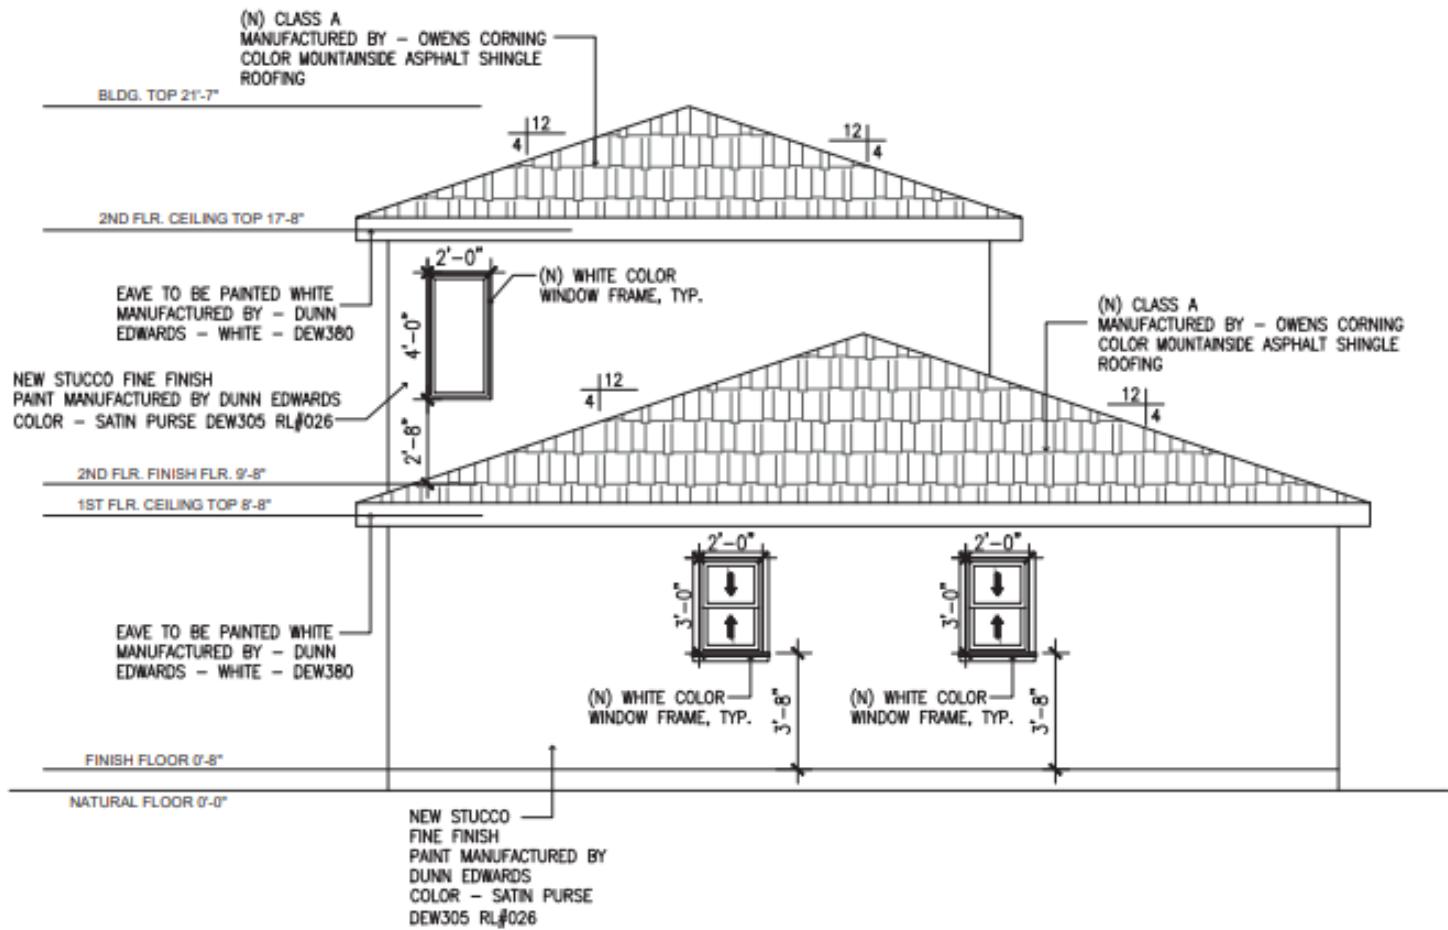 (N) CLASS A
MANUFACTURED BY - OWENS CORNING
COLOR MOUNTAINSIDE ASPHALT SHINGLE
ROOFING
BLDG. TOP 21'-7"
12
4
12
4
2ND FLR. CEILING TOP 17'-8"
2'-0"
(N) WHITE COLOR
WINDOW FRAME, TYP.
EAVE TO BE PAINTED WHITE
MANUFACTURED BY - DUNN
EDWARDS - WHITE - DEW380
4'-0"
(N) CLASS A
MANUFACTURED BY - OWENS CORNING
COLOR MOUNTAINSIDE ASPHALT SHINGLE
ROOFING
NEW STUCCO FINE FINISH
PAINT MANUFACTURED BY DUNN EDWARDS
COLOR - SATIN PURSE DEW305 RL#026
12
4
12
4
2'-8"
2ND FLR. FINISH FLR. 9'-8"
1ST FLR. CEILING TOP 8'-8"
2'-0"
2'-0"
3'-0"
3'-0"
EAVE TO BE PAINTED WHITE
MANUFACTURED BY - DUNN
EDWARDS - WHITE - DEW380
(N) WHITE COLOR
WINDOW FRAME, TYP.
3'-8"
(N) WHITE COLOR
WINDOW FRAME, TYP.
3'-8"
FINISH FLOOR 0'-8"
NATURAL FLOOR 0'-0"
NEW STUCCO
FINE FINISH
PAINT MANUFACTURED BY
DUNN EDWARDS
COLOR - SATIN PURSE
DEW305 RL#026